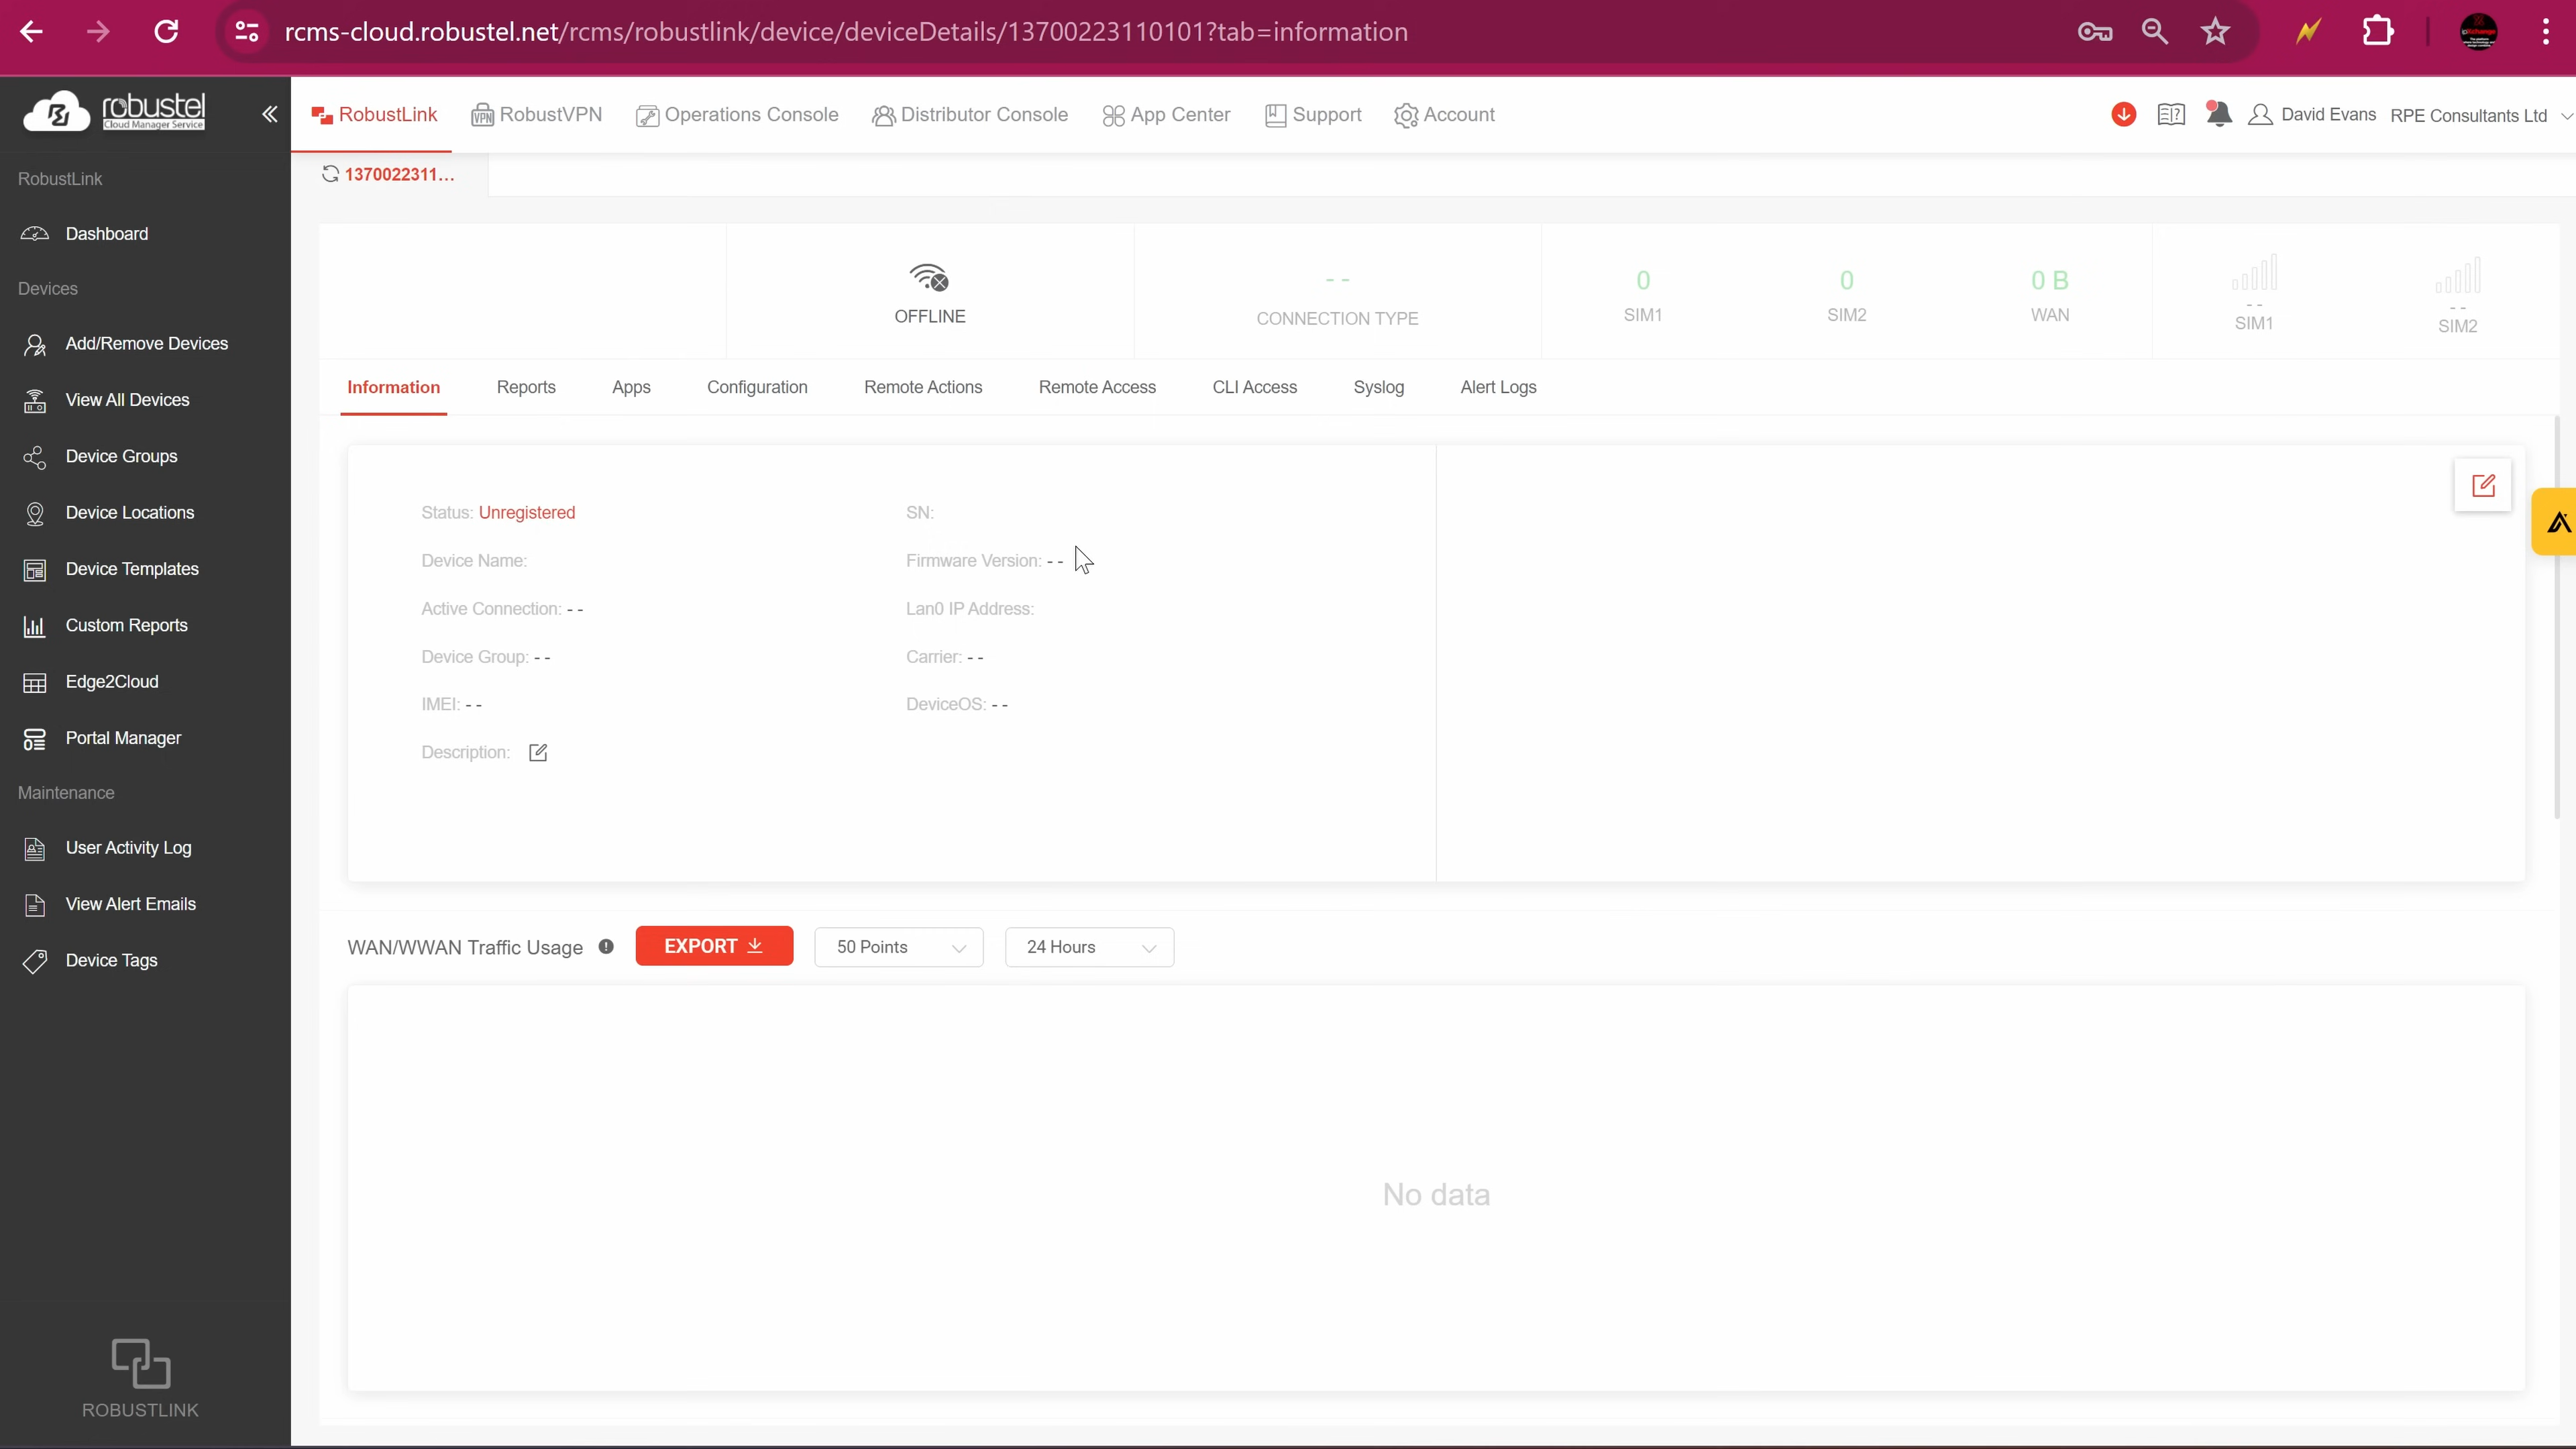 rcms-cloud.robustel.net/rcms/robustlink/device/deviceDetails/13700223110101?tab=information
robustel
Cloud Manager Service
RobustLink
RobustVPN
Operations Console
Distributor Console
App Center
Support
Account
David Evans
RPE Consultants Ltd
1370022311...
RobustLink
Dashboard
Devices
Add/Remove Devices
View All Devices
Device Groups
Device Locations
Device Templates
Custom Reports
Edge2Cloud
Portal Manager
Maintenance
User Activity Log
View Alert Emails
Device Tags
ROBUSTLINK
OFFLINE
- -
CONNECTION TYPE
0
SIM1
0
SIM2
0 B
WAN
- -
SIM1
- -
SIM2
Information
Reports
Apps
Configuration
Remote Actions
Remote Access
CLI Access
Syslog
Alert Logs
Status: Unregistered
SN:
Device Name:
Firmware Version: - -
Active Connection: - -
Lan0 IP Address:
Device Group: - -
Carrier: - -
IMEI: - -
DeviceOS: - -
Description:
WAN/WWAN Traffic Usage
EXPORT
50 Points
24 Hours
No data